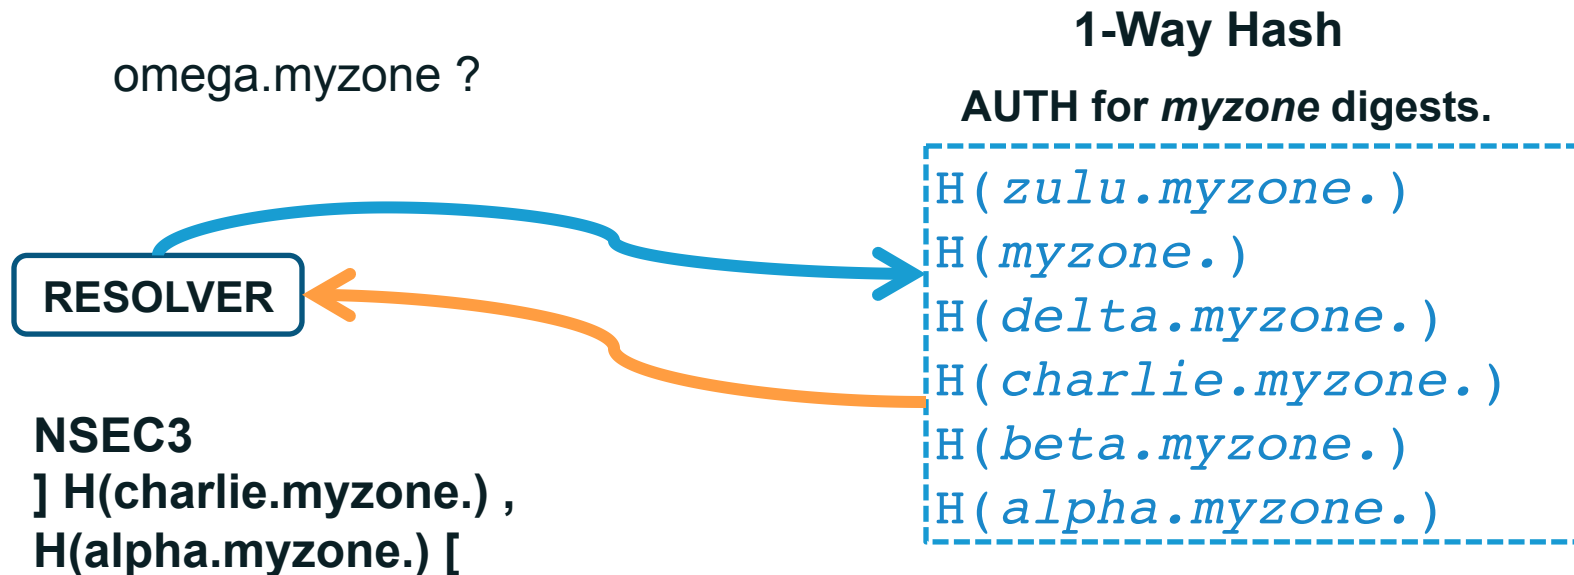 1-Way Hash
omega.myzone ?
AUTH for myzone digests.
H(zulu.myzone.)
H(myzone.)
H(delta.myzone.)
H(charlie.myzone.)
H(beta.myzone.)
H(alpha.myzone.)
RESOLVER
NSEC3
] H(charlie.myzone.) ,
H(alpha.myzone.) [